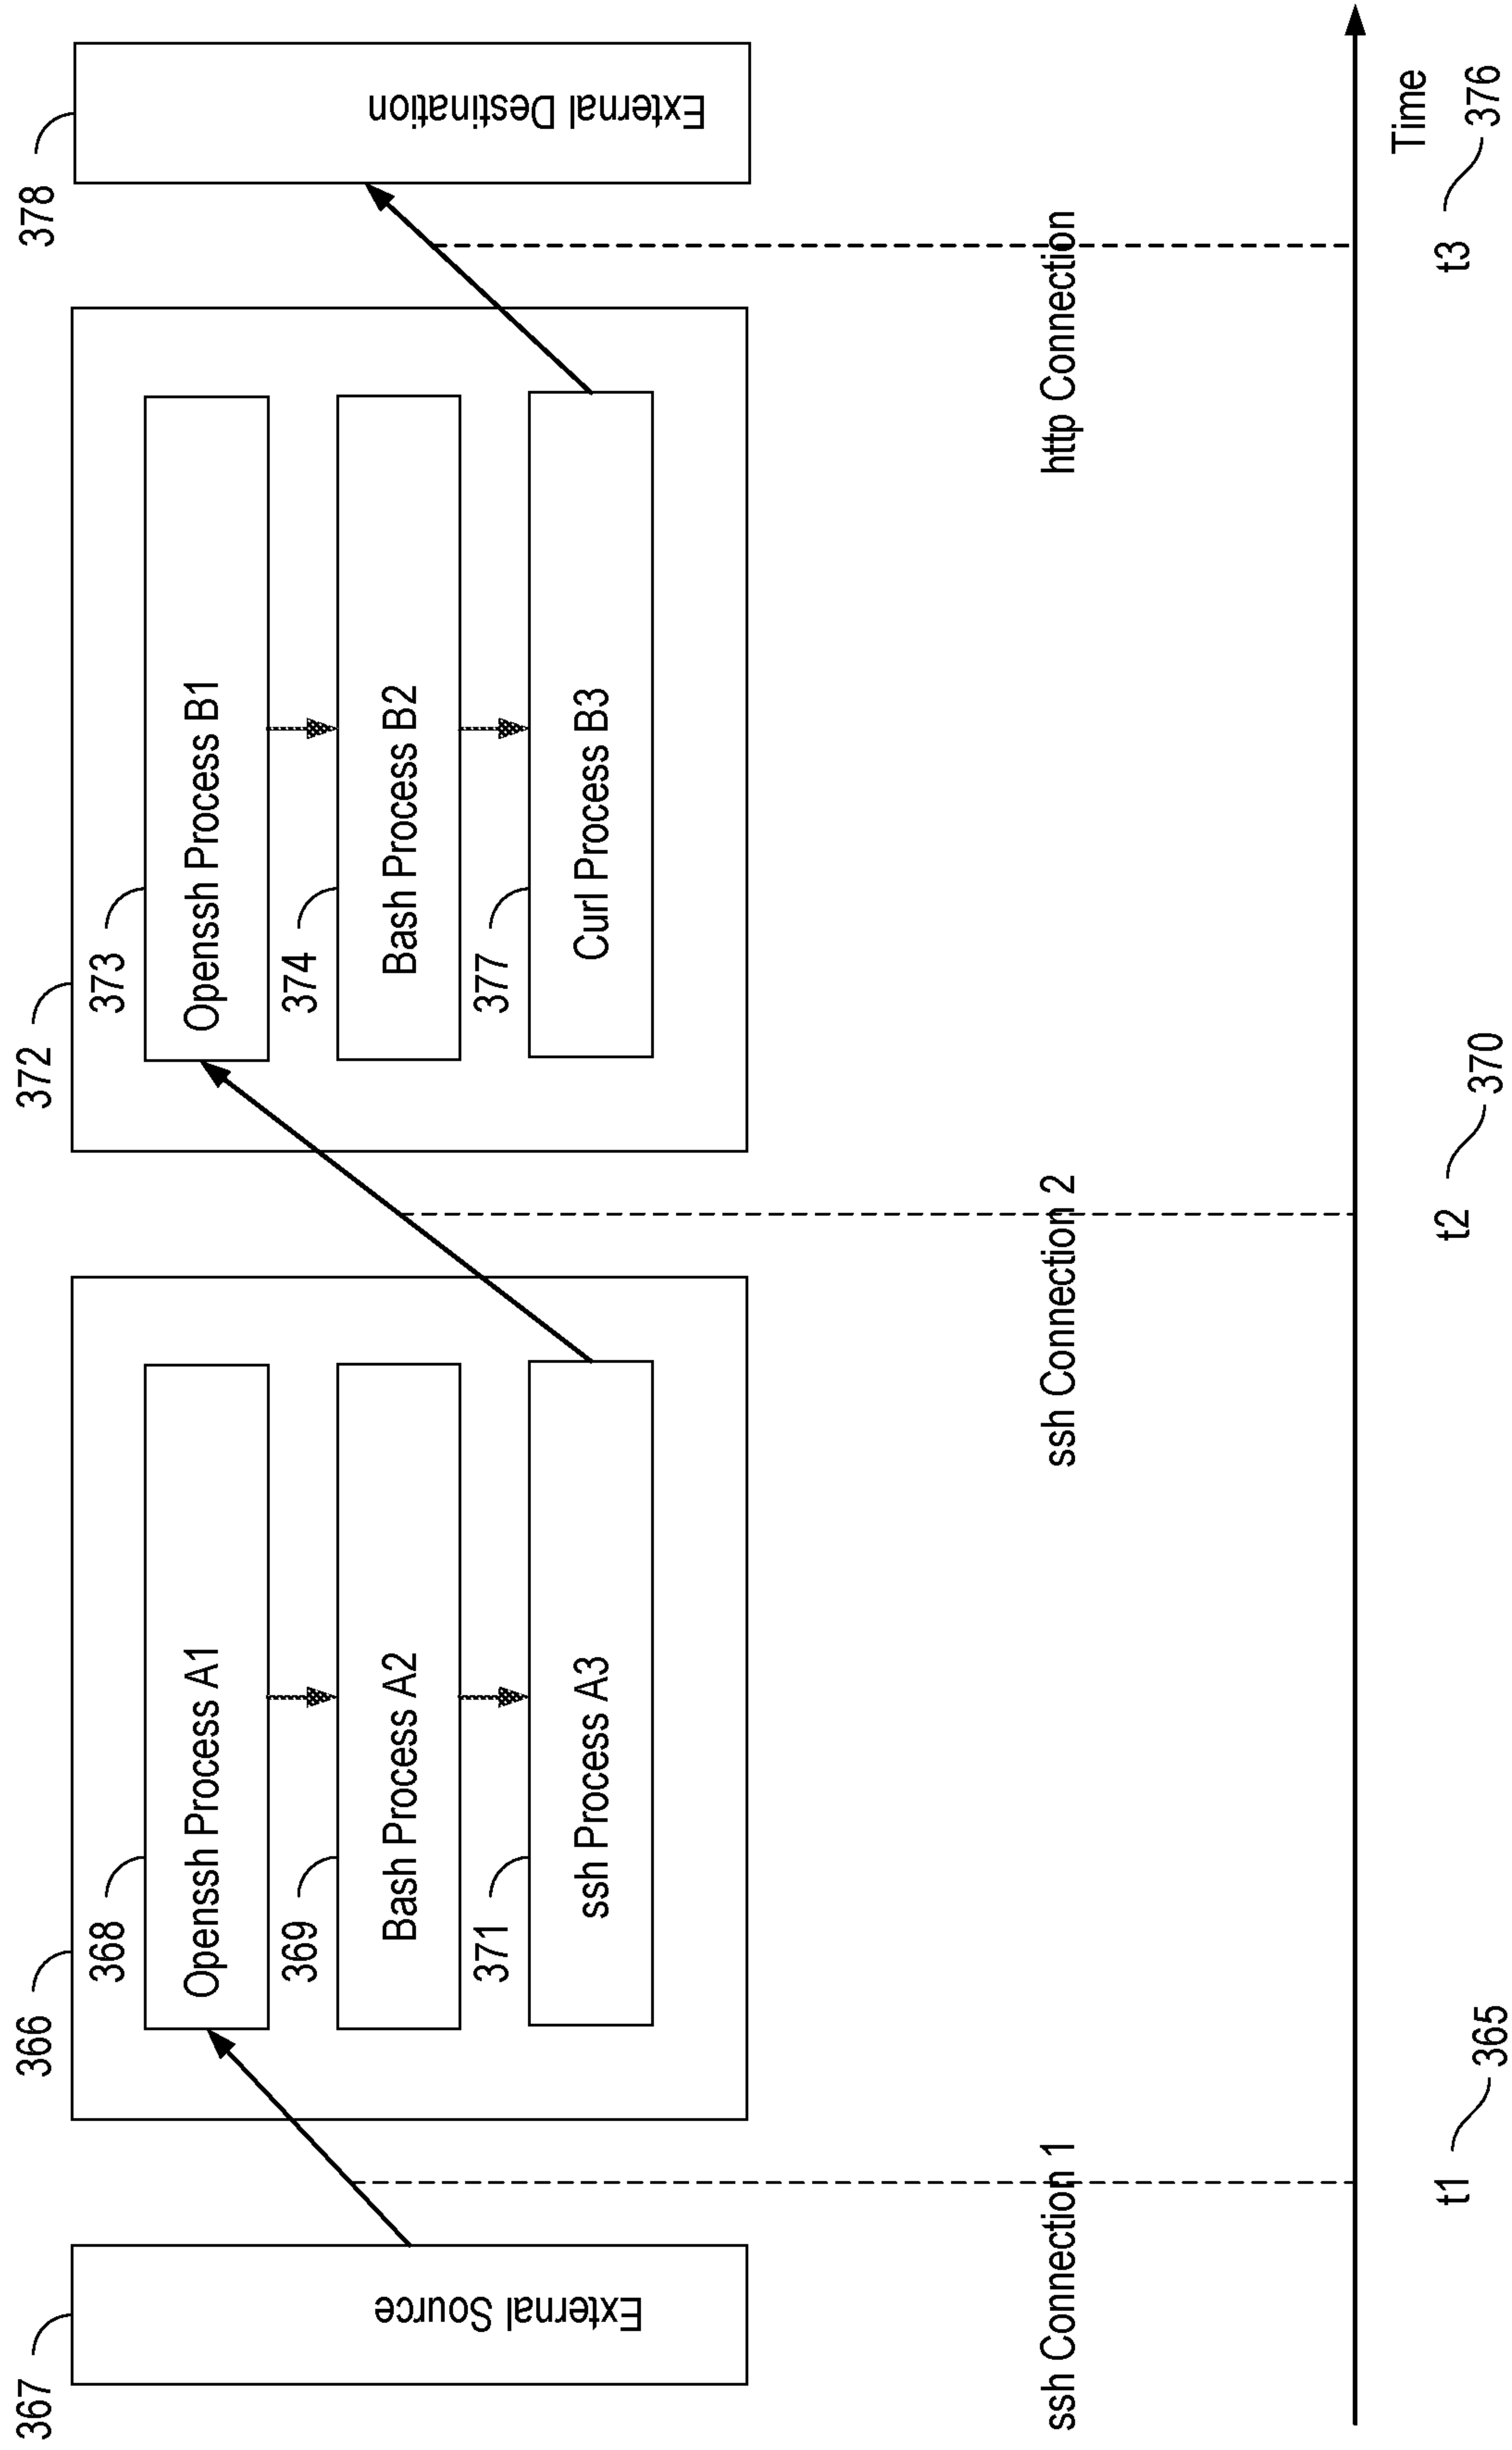 367
External Source
366
368
Openssh Process A1
369
Bash Process A2
371
ssh Process A3
372
373
Openssh Process B1
374
Bash Process B2
377
Curl Process B3
378
External Destination
ssh Connection 1
ssh Connection 2
http Connection
Time
t1
365
t2
370
t3
376